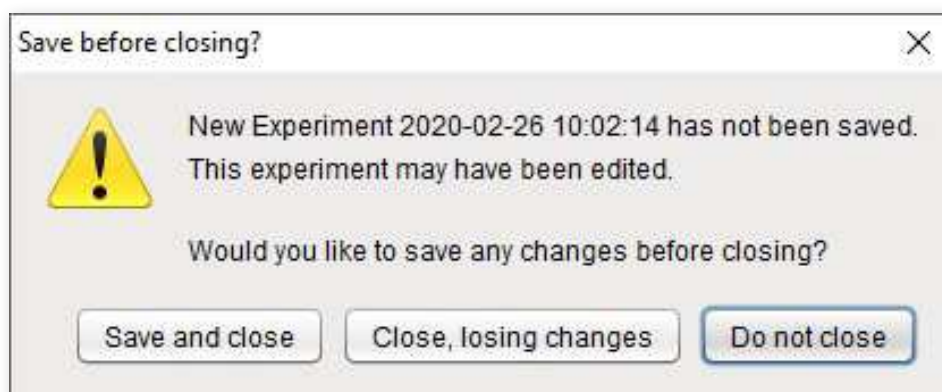 Save before closing?
New Experiment 2020-02-26 10:02:14 has not been saved.
This experiment may have been edited.
Would you like to save any changes before closing?
Save and close
Close, losing changes
Do not close